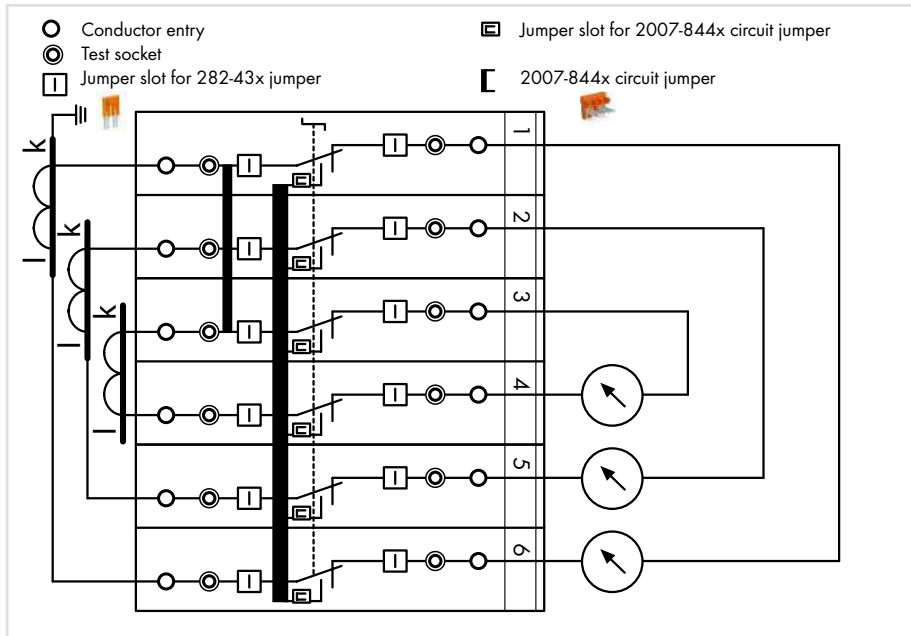 Conductor entry
Test socket
Jumper slot for 282-43x jumper
Jumper slot for 2007-844x circuit jumper
2007-844x circuit jumper
k
l
k
l
k
l
1
2
3
4
5
6